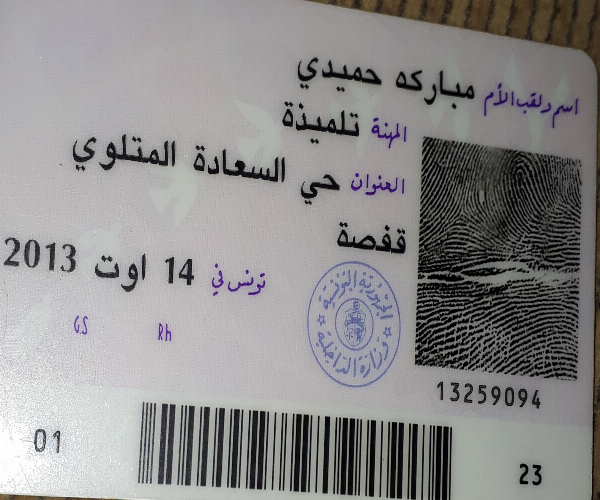 اسم ولقب الأم مباركه حميدي
المهنة تلميذة
العنوان حي السعادة المتلوي
قفصة
تونس في 14 اوت 2013
الجمهورية التونسية
وزارة الداخلية
GS Rh
13259094
01 23